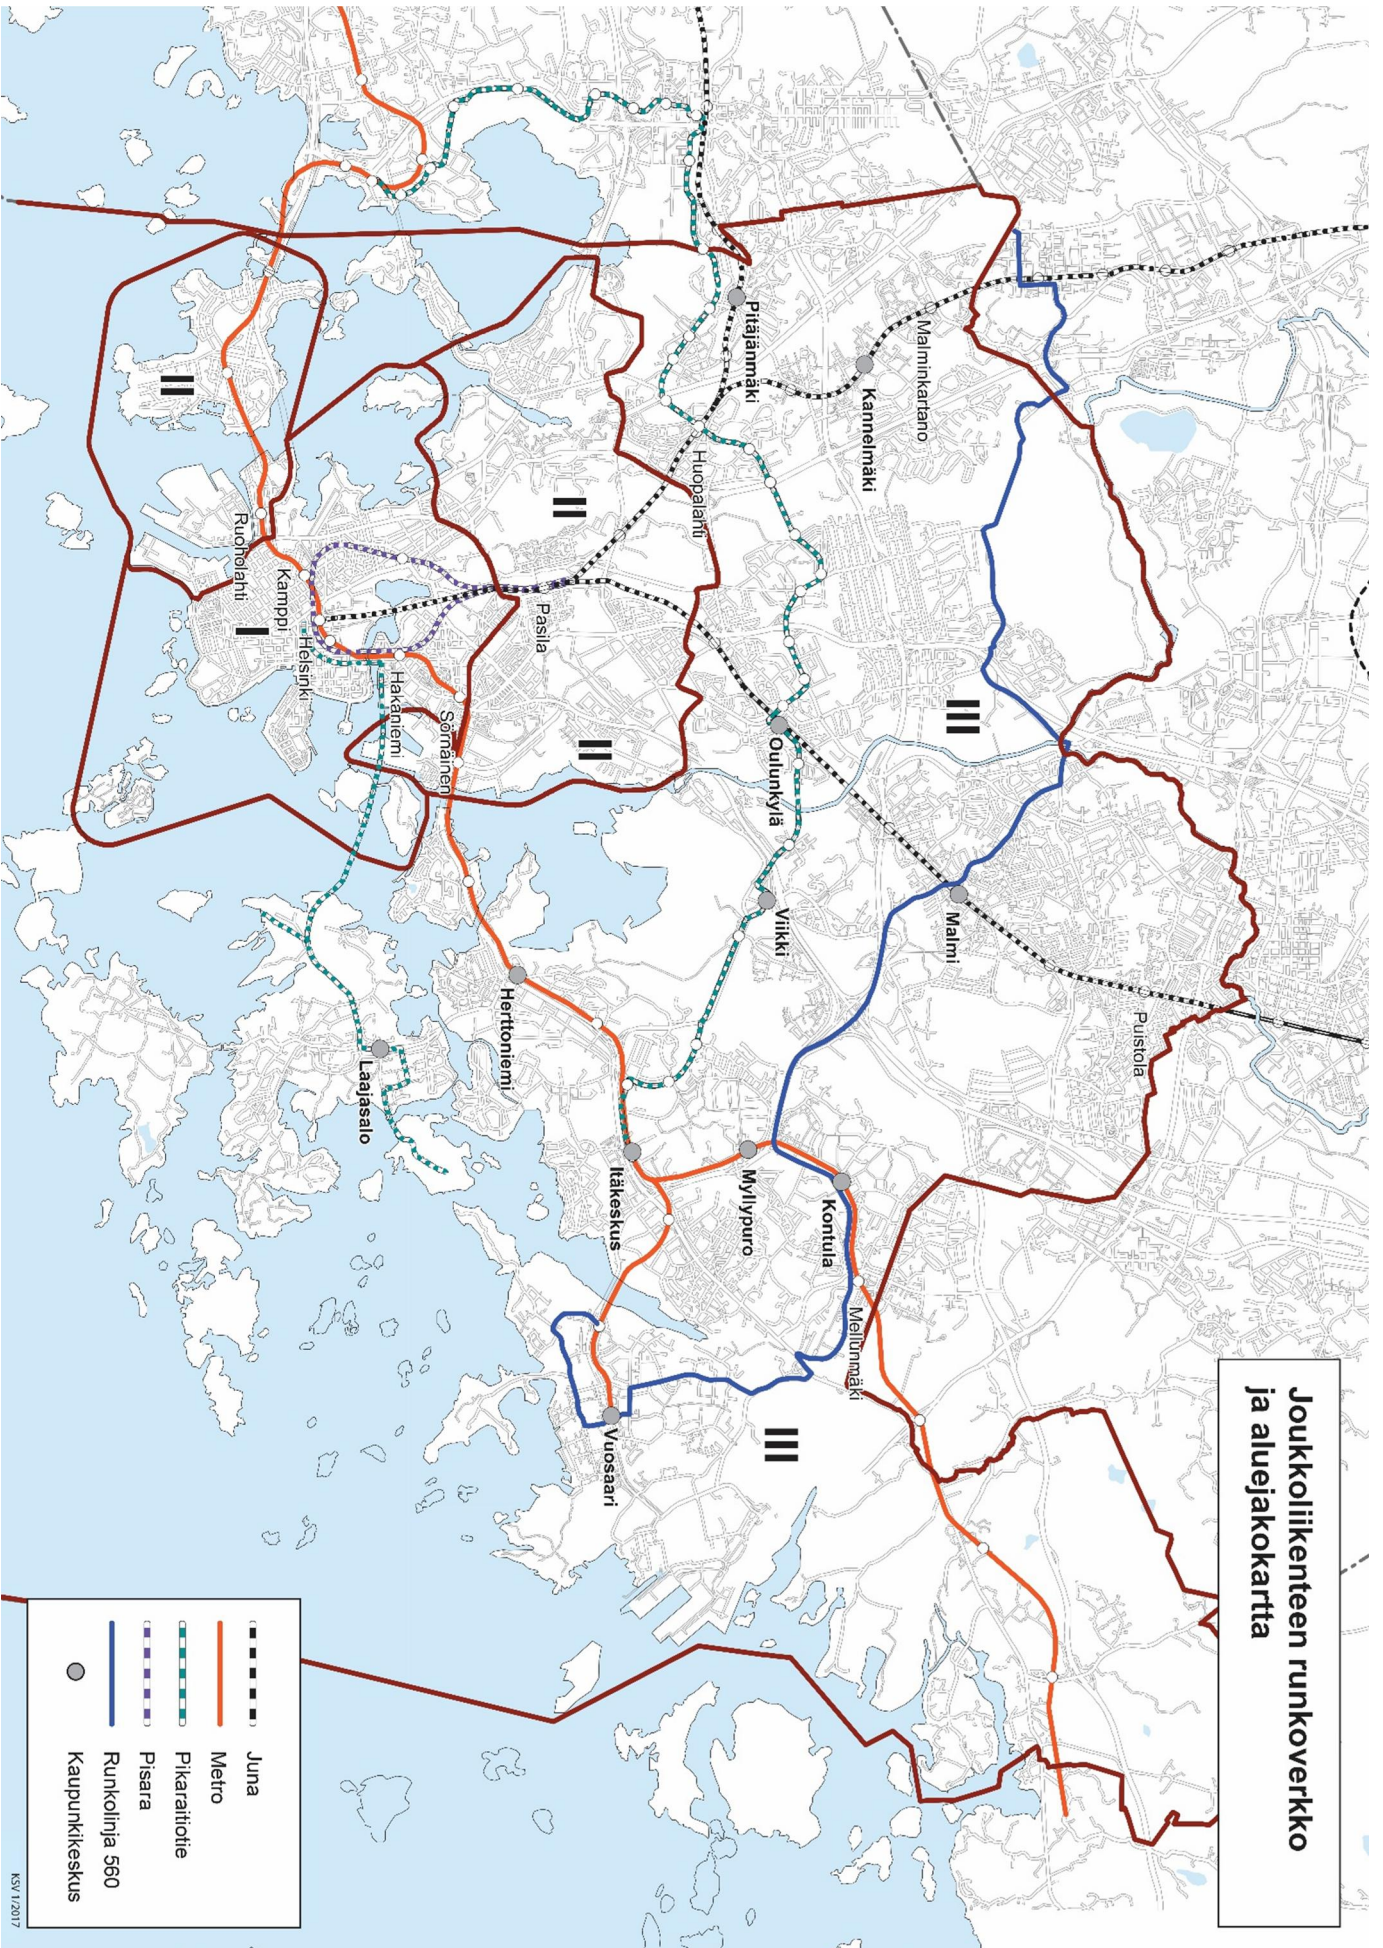 Joukkoliikenteen runkoverkko
ja aluejakokartta
Malminkartano
Kannelmäki
Pitäjänmäki
Huopalahti
Puistola
Malmi
Oulunkylä
Viikki
Pasila
Ruoholahti
Kamppi
Helsinki
Hakaniemi
Sörnäinen
Herttoniemi
Laajasalo
Itäkeskus
Myllypuro
Kontula
Mellunmäki
Vuosaari
II
II
II
I
III
III
Juna
Metro
Pikaraitiotie
Pisara
Runkolinja 560
Kaupunkikeskus
KSV 1/2017